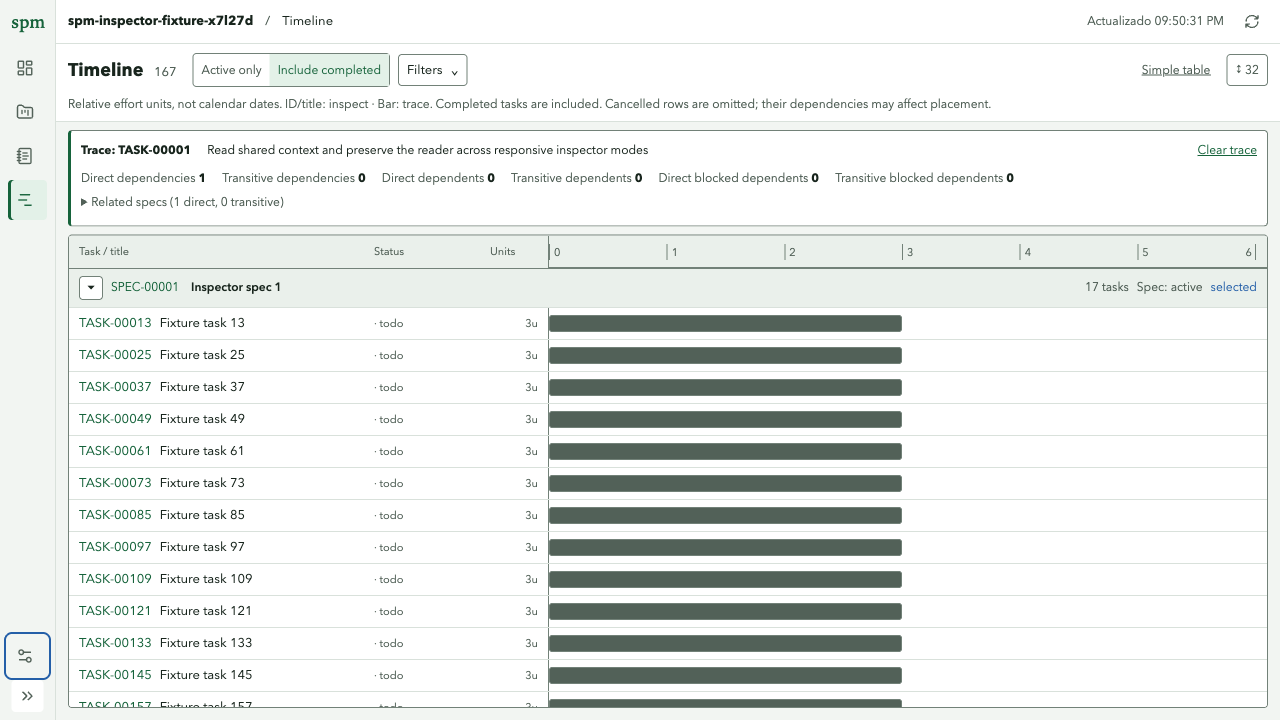 spm
spm-inspector-fixture-x7l27d / Timeline
Actualizado 09:50:31 PM
Timeline 167 Active only Include completed Filters
Simple table 32
Relative effort units, not calendar dates. ID/title: inspect · Bar: trace. Completed tasks are included. Cancelled rows are omitted; their dependencies may affect placement.
Trace: TASK-00001 Read shared context and preserve the reader across responsive inspector modes
Clear trace
Direct dependencies 1 Transitive dependencies 0 Direct dependents 0 Transitive dependents 0 Direct blocked dependents 0 Transitive blocked dependents 0
Related specs (1 direct, 0 transitive)
Task / title Status Units 0 1 2 3 4 5 6
SPEC-00001 Inspector spec 1 17 tasks Spec: active selected
TASK-00013 Fixture task 13 · todo 3u
TASK-00025 Fixture task 25 · todo 3u
TASK-00037 Fixture task 37 · todo 3u
TASK-00049 Fixture task 49 · todo 3u
TASK-00061 Fixture task 61 · todo 3u
TASK-00073 Fixture task 73 · todo 3u
TASK-00085 Fixture task 85 · todo 3u
TASK-00097 Fixture task 97 · todo 3u
TASK-00109 Fixture task 109 · todo 3u
TASK-00121 Fixture task 121 · todo 3u
TASK-00133 Fixture task 133 · todo 3u
TASK-00145 Fixture task 145 · todo 3u
TASK-00157 Fixture task 157 · todo 3u